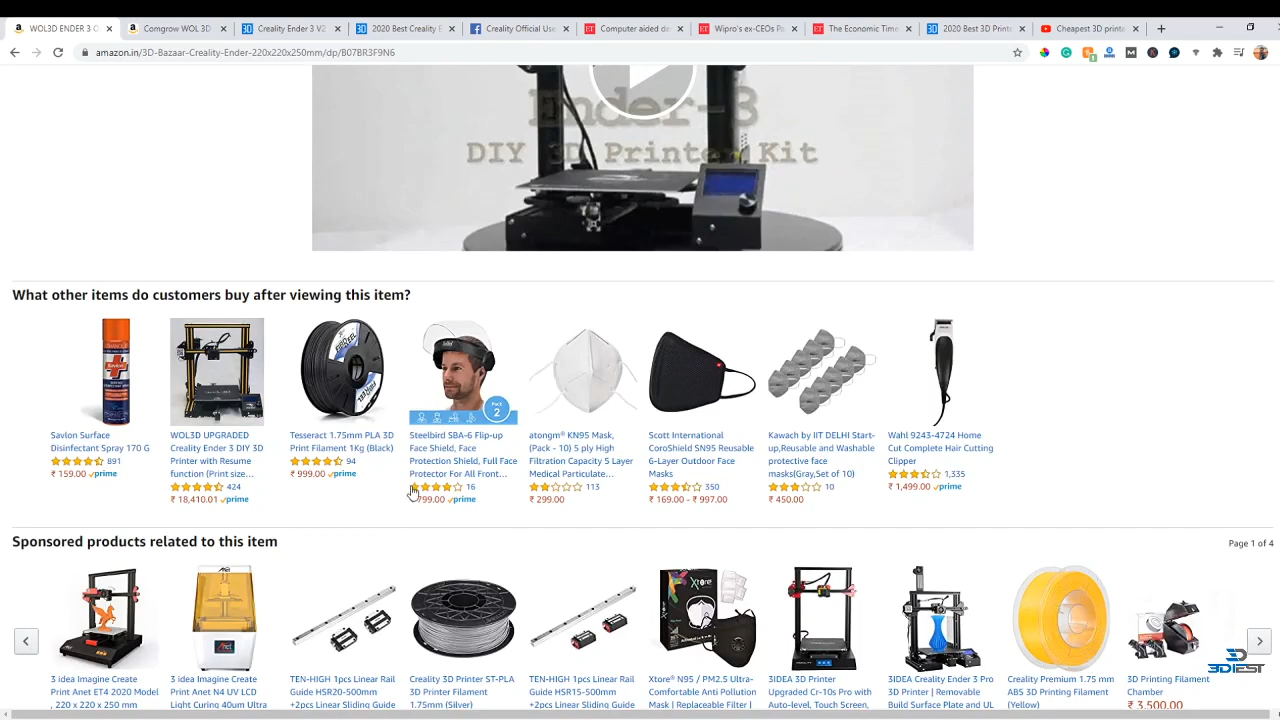 WOL3D ENDER 3 C
Comgrow WOL 3D
Creality Ender 3 V2
2020 Best Creality E
Creality Official Use
Computer aided de
Wipro's ex-CEOs Pa
The Economic Time
2020 Best 3D Print
Cheapest 3D printe
amazon.in/3D-Bazaar-Creality-Ender-220x220x250mm/dp/B07BR3F9N6
Ender-3
DIY 3D Printer Kit
What other items do customers buy after viewing this item?
Savlon Surface
Disinfectant Spray 170 G
891
₹ 159.00 prime
WOL3D UPGRADED
Creality Ender 3 DIY 3D
Printer with Resume
function (Print size...
424
₹ 18,410.01 prime
Tesseract 1.75mm PLA 3D
Print Filament 1Kg (Black)
94
₹ 999.00 prime
Pack
2
Steelbird SBA-6 Flip-up
Face Shield, Face
Protection Shield, Full Face
Protector For All Front...
16
799.00 prime
atongm® KN95 Mask,
(Pack - 10) 5 ply High
Filtration Capacity 5 Layer
Medical Particulate...
113
₹ 299.00
Scott International
CoroShield SN95 Reusable
6-Layer Outdoor Face
Masks
350
₹ 169.00 - ₹ 997.00
Kawach by IIT DELHI Start-
up,Reusable and Washable
protective face
masks(Gray,Set of 10)
10
₹ 450.00
Wahl 9243-4724 Home
Cut Complete Hair Cutting
Clipper
1,335
₹ 1,499.00 prime
Sponsored products related to this item
Page 1 of 4
3 idea Imagine Create
Print Anet ET4 2020 Model
, 220 x 220 x 250 mm
3 idea Imagine Create
Print Anet N4 UV LCD
Light Curing 40um Ultra
TEN-HIGH 1pcs Linear Rail
Guide HSR20-500mm
+2pcs Linear Sliding Guide
Creality 3D Printer ST-PLA
3D Printer Filament
1.75mm (Silver)
TEN-HIGH 1pcs Linear Rail
Guide HSR15-500mm
+2pcs Linear Sliding Guide
Xtore® N95 / PM2.5 Ultra-
Comfortable Anti Pollution
Mask | Replaceable Filter |
3IDEA 3D Printer
Upgraded Cr-10s Pro with
Auto-level, Touch Screen,
3IDEA Creality Ender 3 Pro
3D Printer | Removable
Build Surface Plate and UL
Creality Premium 1.75 mm
ABS 3D Printing Filament
(Yellow)
3D Printing Filament
Chamber
₹ 3,500.00
3DIEST